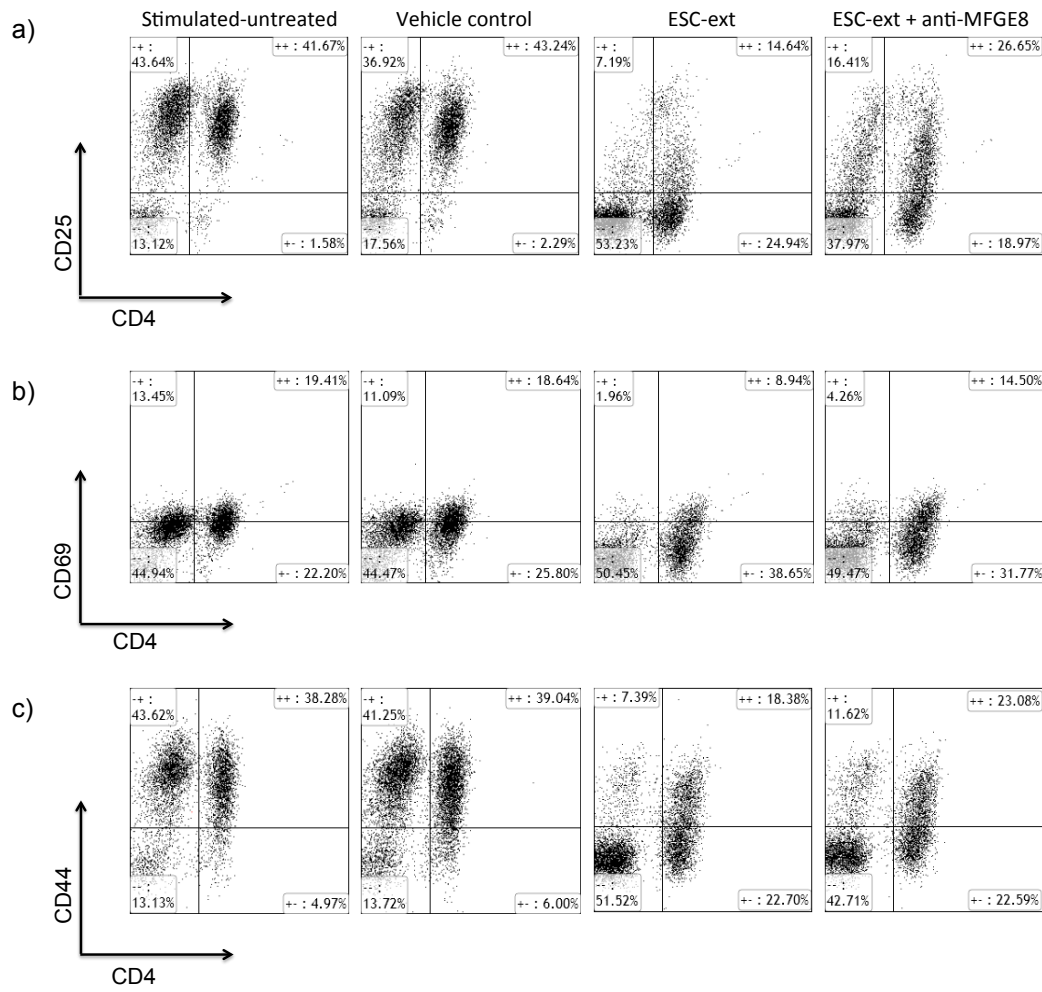 Stimulated-untreated
Vehicle control
ESC-ext
ESC-ext + anti-MFGE8
a)
-+ :
43.64%
++ : 41.67%
--  :
13.12%
+- : 1.58%
-+ :
36.92%
++ : 43.24%
-- :
17.56%
+- : 2.29%
-+ :
7.19%
++ : 14.64%
-- :
53.23%
+- : 24.94%
-+ :
16.41%
++ : 26.65%
-- :
37.97%
+- : 18.97%
CD25
CD4
b)
-+ :
13.45%
++ : 19.41%
-- :
44.94%
+- : 22.20%
-+ :
11.09%
++ : 18.64%
-- :
44.47%
+- : 25.80%
-+ :
1.96%
++ : 8.94%
-- :
50.45%
+- : 38.65%
-+ :
4.26%
++ : 14.50%
-- :
49.47%
+- : 31.77%
CD69
CD4
c)
-+ :
43.62%
++ : 38.28%
-- :
13.13%
+- : 4.97%
-+ :
41.25%
++ : 39.04%
-- :
13.72%
+- : 6.00%
-+ : 7.39%
++ : 18.38%
-- :
51.52%
+- : 22.70%
-+ :
11.62%
++ : 23.08%
-- :
42.71%
+- : 22.59%
CD44
CD4